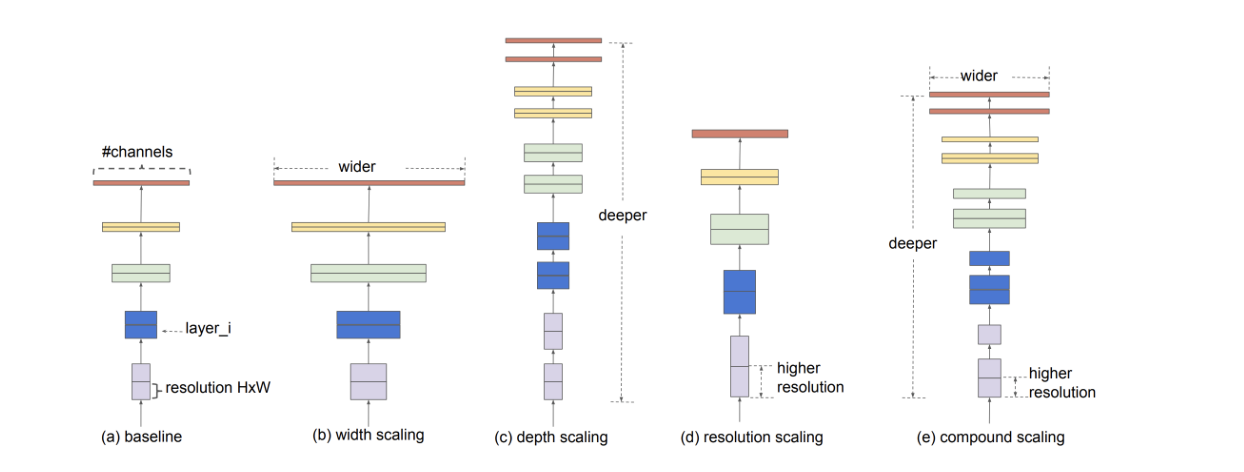 #channels
layer_i
resolution HxW
(a) baseline
wider
(b) width scaling
deeper
(c) depth scaling
higher
resolution
(d) resolution scaling
wider
deeper
higher
resolution
(e) compound scaling